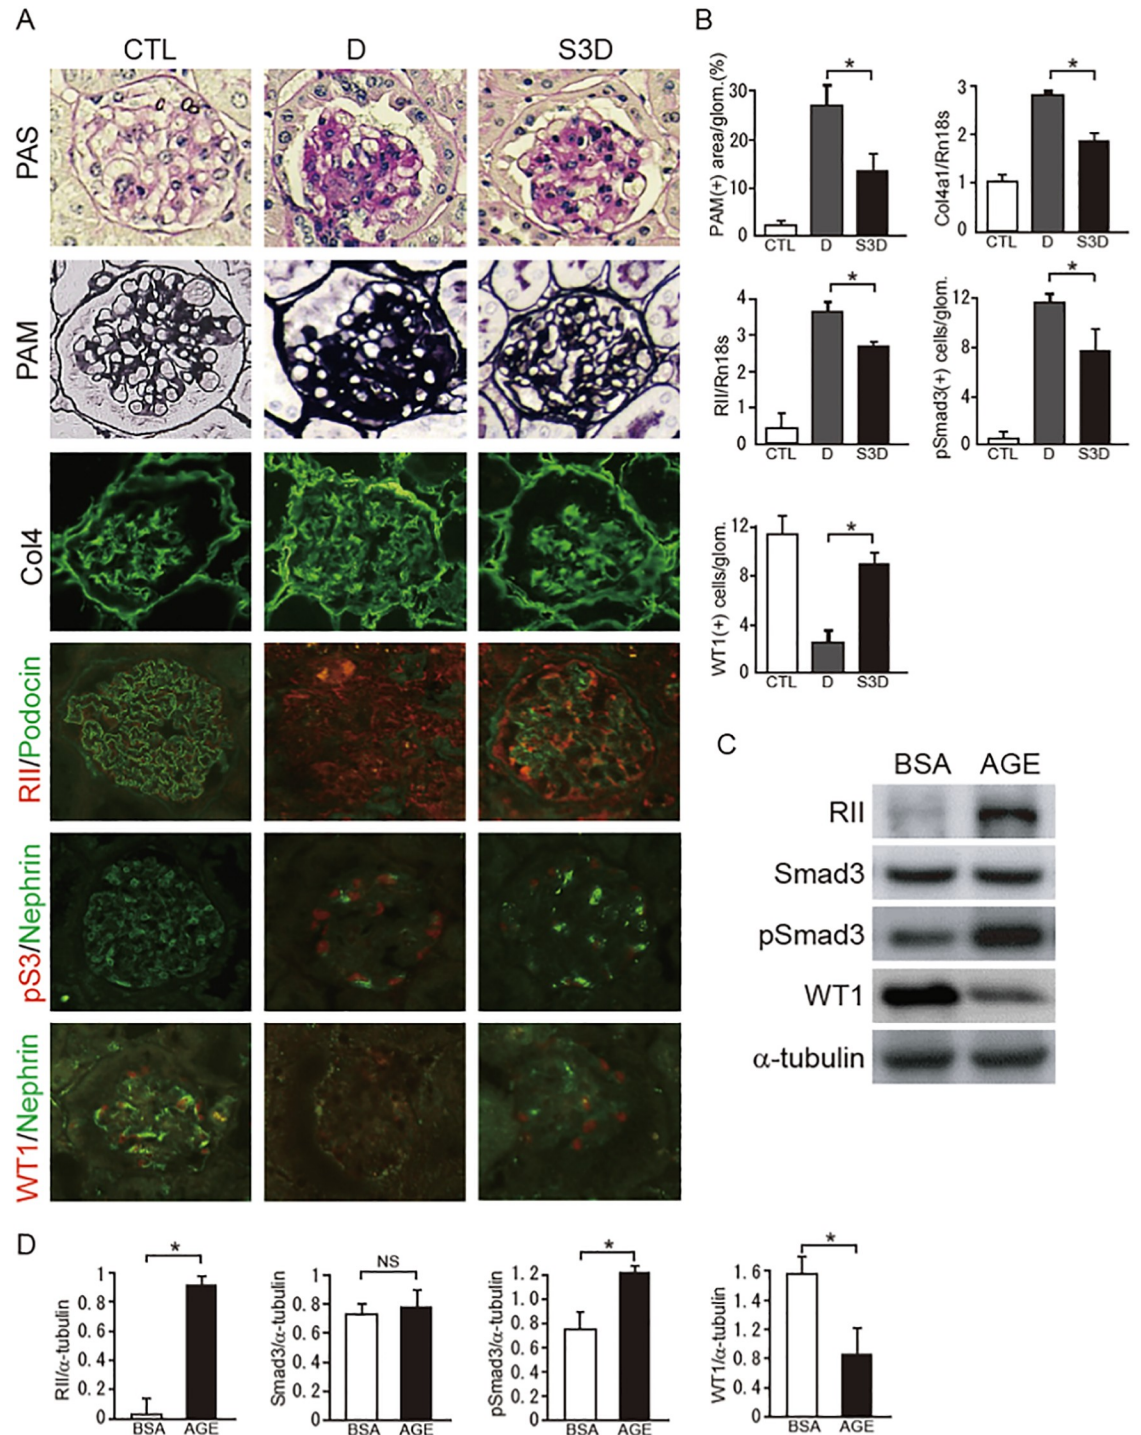 A
CTL D S3D
PAS
PAM
Col4
RII/Podocin
pS3/Nephrin
WT1/Nephrin
B
PAM(+) area/glom.(%)
30
20
10
0
CTL D S3D
*
Col4a1/Rn18s
3
2
1
0
CTL D S3D
*
RII/Rn18s
4
3
2
1
0
CTL D S3D
*
pSmad3(+) cells/glom.
12
8
4
0
CTL D S3D
*
WT1(+) cells/glom.
12
8
4
0
CTL D S3D
*
C
BSA AGE
RII
Smad3
pSmad3
WT1
α-tubulin
D
RII/α-tubulin
1
0.8
0.6
0.4
0.2
0
BSA AGE
*
Smad3/α-tubulin
1.0
0.8
0.6
0.4
0.2
0
BSA AGE
NS
pSmad3/α-tubulin
1.2
1.0
0.8
0.6
0.4
0.2
0
BSA AGE
*
WT1/α-tubulin
1.6
1.4
1.2
0.8
0.4
0
BSA AGE
*